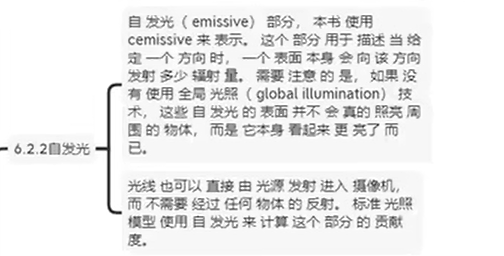 自发光（emissive）部分，本书使用
cemissive来表示。这个部分用于描述当给
定一个方向时，一个表面本身会向该方向
发射多少辐射量。需要注意的是，如果没
有使用全局光照（global illumination）技
术，这些自发光的表面并不会真的照亮周
围的物体，而是它本身看起来更亮了而
已。
6.2.2自发光
光线也可以直接由光源发射进入摄像机，
而不需要经过任何物体的反射。标准光照
模型使用自发光来计算这个部分的贡献
度。